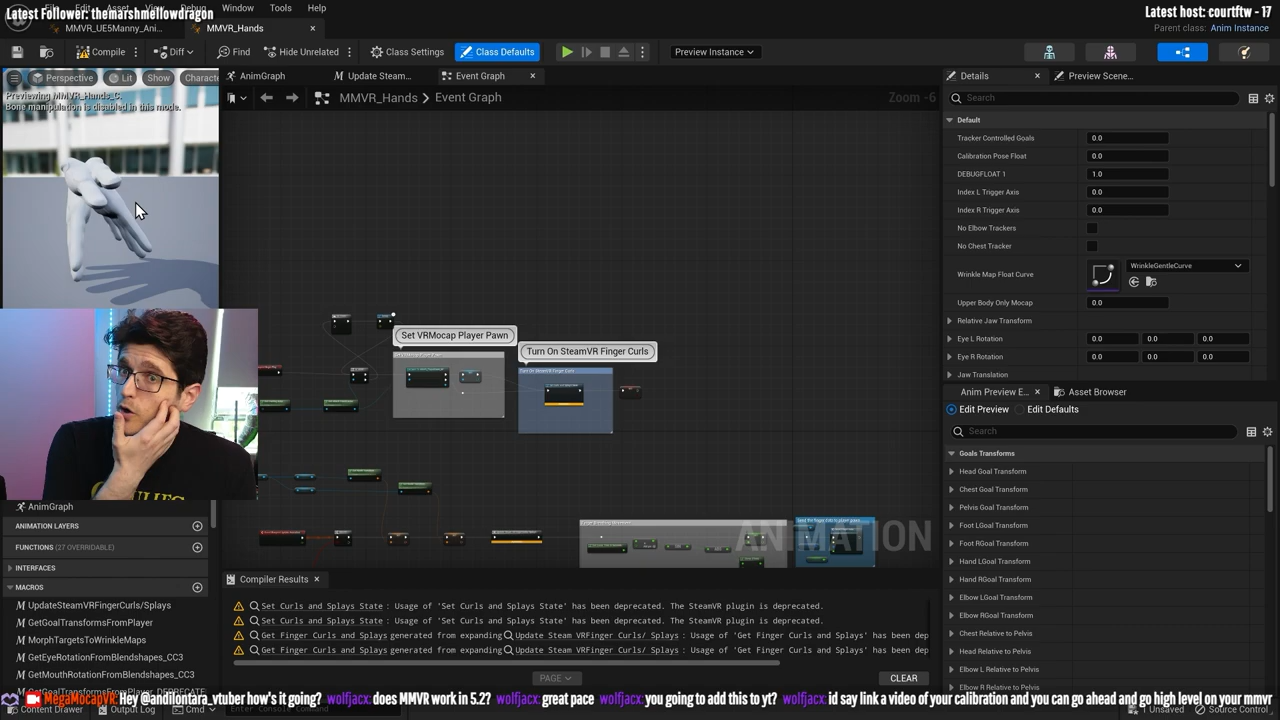 Latest Follower: themarshmellowdragon
Window
Tools
Help
Latest host: courtftw - 17
MMVR_UE5Manny_Ani...
MMVR_Hands
Parent class: Anim Instance
Compile
Diff
Find
Hide Unrelated
Class Settings
Class Defaults
Preview Instance
Perspective
Lit
Show
Characte
Previewing MMVR_Hands_C.
Bone manipulation is disabled in this mode.
AnimGraph
Update Steam...
Event Graph
MMVR_Hands > Event Graph
Zoom -6
Set VRMocap Player Pawn
Turn On SteamVR Finger Curls
Turn On SteamVR Finger Curls
ANIMATION
Details
Preview Scene...
Search
Default
Tracker Controlled Goals
0.0
Calibration Pose Float
0.0
DEBUGFLOAT 1
1.0
Index L Trigger Axis
0.0
Index R Trigger Axis
0.0
No Elbow Trackers
No Chest Tracker
Wrinkle Map Float Curve
WrinkleGentleCurve
Upper Body Only Mocap
0.0
Relative Jaw Transform
Eye L Rotation
0.0
0.0
0.0
Eye R Rotation
0.0
0.0
0.0
Jaw Translation
Anim Preview E...
Asset Browser
Edit Preview
Edit Defaults
Search
Goals Transforms
Head Goal Transform
Chest Goal Transform
Pelvis Goal Transform
Foot LGoal Transform
Foot RGoal Transform
Hand LGoal Transform
Hand RGoal Transform
Elbow LGoal Transform
Elbow RGoal Transform
Chest Relative to Pelvis
Head Relative to Pelvis
Elbow L Relative to Pelvis
AnimGraph
ANIMATION LAYERS
FUNCTIONS (27 OVERRIDABLE)
INTERFACES
MACROS
UpdateSteamVRFingerCurls/Splays
GetGoalTransformsFromPlayer
MorphTargetsToWrinkleMaps
GetEyeRotationFromBlendshapes_CC3
GetMouthRotationFromBlendshapes_CC3
Compiler Results
Set Curls and Splays State : Usage of 'Set Curls and Splays State' has been deprecated. The SteamVR plugin is deprecated.
Set Curls and Splays State : Usage of 'Set Curls and Splays State' has been deprecated. The SteamVR plugin is deprecated.
Get Finger Curls and Splays generated from expanding Update Steam VRFinger Curls/ Splays : Usage of 'Get Finger Curls and Splays' has been dep
Get Finger Curls and Splays generated from expanding Update Steam VRFinger Curls/ Splays : Usage of 'Get Finger Curls and Splays' has been dep
PAGE
CLEAR
MegaMocapVR: Hey @andilontara_vtuber how's it going? wolfjacx: does MMVR work in 5.2? wolfjacx: great pace wolfjacx: you going to add this to yt? wolfjacx: id say link a video of your calibration and you can go ahead and go high level on your mmvr
Output Log
Cmd
1 Unsaved
Source Control